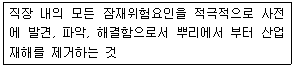 직장 내의 모든 잠재위험요인을 적극적으로 사전
에 발견, 파악, 해결함으로서 뿌리에서 부터 산업
재해를 제거하는 것